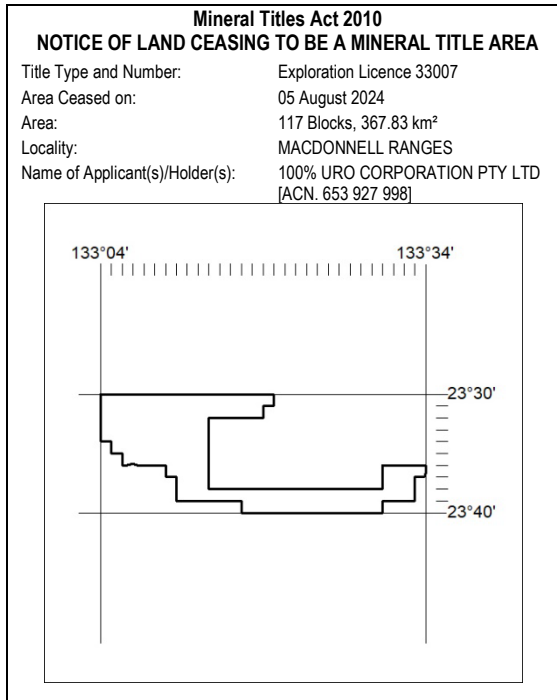 Mineral Titles Act 2010
NOTICE OF LAND CEASING TO BE A MINERAL TITLE AREA
Title Type and Number: Exploration Licence 33007
Area Ceased on: 05 August 2024
Area: 117 Blocks, 367.83 km²
Locality: MACDONNELL RANGES
Name of Applicant(s)/Holder(s): 100% URO CORPORATION PTY LTD
[ACN. 653 927 998]
133°04' 133°34'
23°30'
23°40'